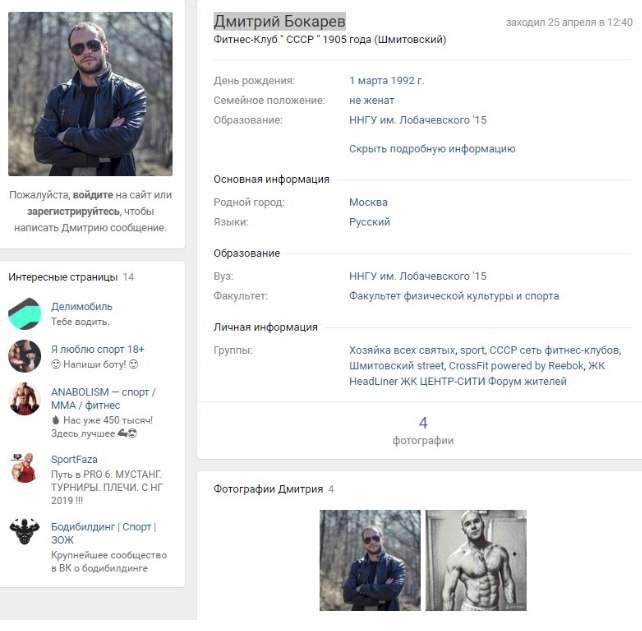 Дмитрий Бокарев
заходил 25 апреля в 12:40
Фитнес-Клуб " СССР " 1905 года (Шмитовский)
День рождения: 1 марта 1992 г.
Семейное положение: не женат
Образование: ННГУ им. Лобачевского '15
Скрыть подробную информацию
Основная информация
Родной город: Москва
Языки: Русский
Образование
Вуз: ННГУ им. Лобачевского '15
Факультет: Факультет физической культуры и спорта
Личная информация
Группы: Хозяйка всех святых, sport, СССР сеть фитнес-клубов,
Шмитовский street, CrossFit powered by Reebok, ЖК
HeadLiner ЖК ЦЕНТР-СИТИ Форум жителей
4
фотографии
Фотографии Дмитрия 4
Пожалуйста, войдите на сайт или
зарегистрируйтесь, чтобы
написать Дмитрию сообщение.
Интересные страницы 14
Делимобиль
Тебе водить.
Я люблю спорт 18+
Напиши боту!
ANABOLISM — спорт /
MMA / фитнес
Нас уже 450 тысяч!
Здесь лучшее
SportFaza
Путь в PRO 6. МУСТАНГ.
ТУРНИРЫ. ПЛЕЧИ. С НГ
2019 !!!
Бодибилдинг | Спорт |
ЗОЖ
Крупнейшее сообщество
в ВК о бодибилдинге